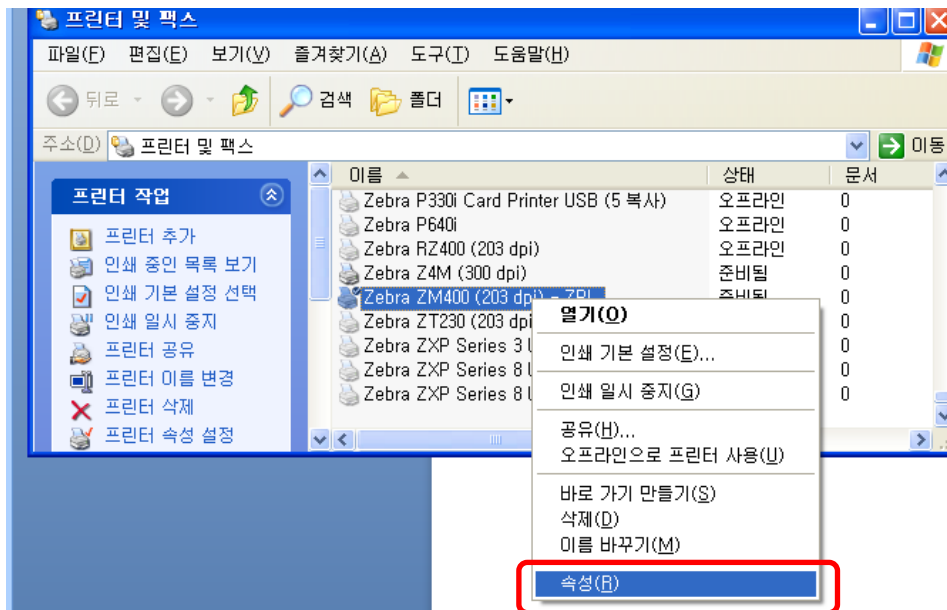 프린터 및 팩스
파일(F) 편집(E) 보기(V) 즐겨찾기(A) 도구(T) 도움말(H)
뒤로 검색 폴더
주소(D) 프린터 및 팩스 이동
이름 상태 문서
프린터 작업
프린터 추가
인쇄 중인 목록 보기
인쇄 기본 설정 선택
인쇄 일시 중지
프린터 공유
프린터 이름 변경
프린터 삭제
프린터 속성 설정
Zebra P330i Card Printer USB (5 복사) 오프라인 0
Zebra P640i 오프라인 0
Zebra RZ400 (203 dpi) 오프라인 0
Zebra Z4M (300 dpi) 준비됨 0
Zebra ZM400 (203 dpi) - ZPL 준비됨 0
Zebra ZT230 (203 dpi 0
Zebra ZXP Series 3 U 0
Zebra ZXP Series 8 U 0
Zebra ZXP Series 8 U 0
열기(O)
인쇄 기본 설정(E)...
인쇄 일시 중지(G)
공유(H)...
오프라인으로 프린터 사용(U)
바로 가기 만들기(S)
삭제(D)
이름 바꾸기(M)
속성(R)